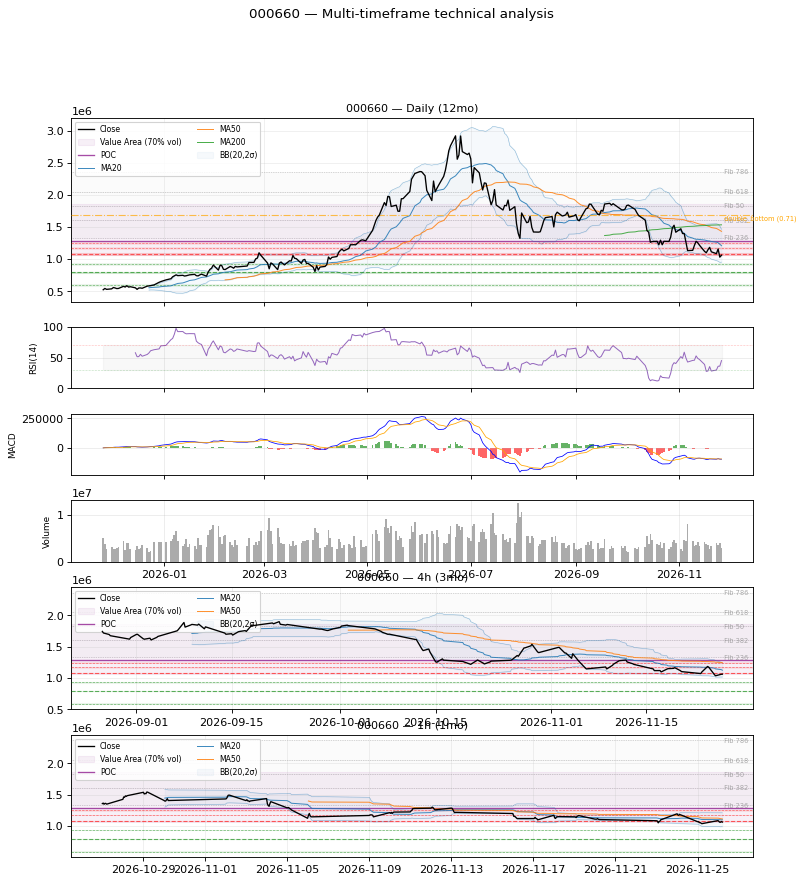 000660 — Multi-timeframe technical analysis
000660 — Daily (12mo)
1e6
Close
Value Area (70% vol)
POC
MA20
MA50
MA200
BB(20,2σ)
3.0
2.5
2.0
1.5
1.0
0.5
Fib 786
Fib 618
Fib 50
Fib 382
Fib 236
bottom (0.71)
RSI(14)
100
50
0
MACD
250000
0
1e7
Volume
1
0
2026-01
2026-03
2026-05
2026-07
2026-09
2026-11
000660 — 4h (3mo)
1e6
Close
Value Area (70% vol)
POC
MA20
MA50
BB(20,2σ)
2.0
1.5
1.0
0.5
Fib 786
Fib 618
Fib 50
Fib 382
Fib 236
2026-09-01
2026-09-15
2026-10-01
2026-10-15
2026-11-01
2026-11-15
000660 — 1h (1mo)
1e6
Close
Value Area (70% vol)
POC
MA20
MA50
BB(20,2σ)
2.0
1.5
1.0
Fib 786
Fib 618
Fib 50
Fib 382
Fib 236
2026-10-29
2026-11-01
2026-11-05
2026-11-09
2026-11-13
2026-11-17
2026-11-21
2026-11-25